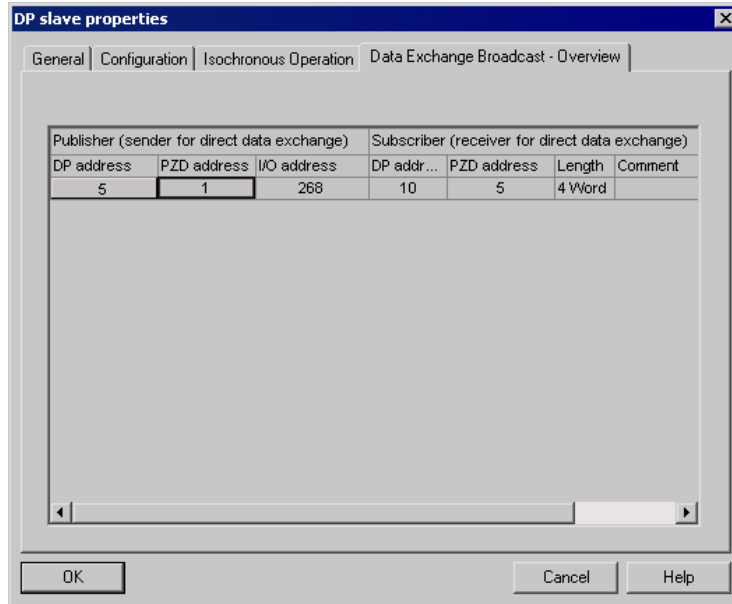 DP slave properties
General Configuration Isochronous Operation Data Exchange Broadcast - Overview
Publisher (sender for direct data exchange) Subscriber (receiver for direct data exchange)
DP address PZD address I/O address DP addr... PZD address Length Comment
5 1 268 10 5 4 Word
OK Cancel Help